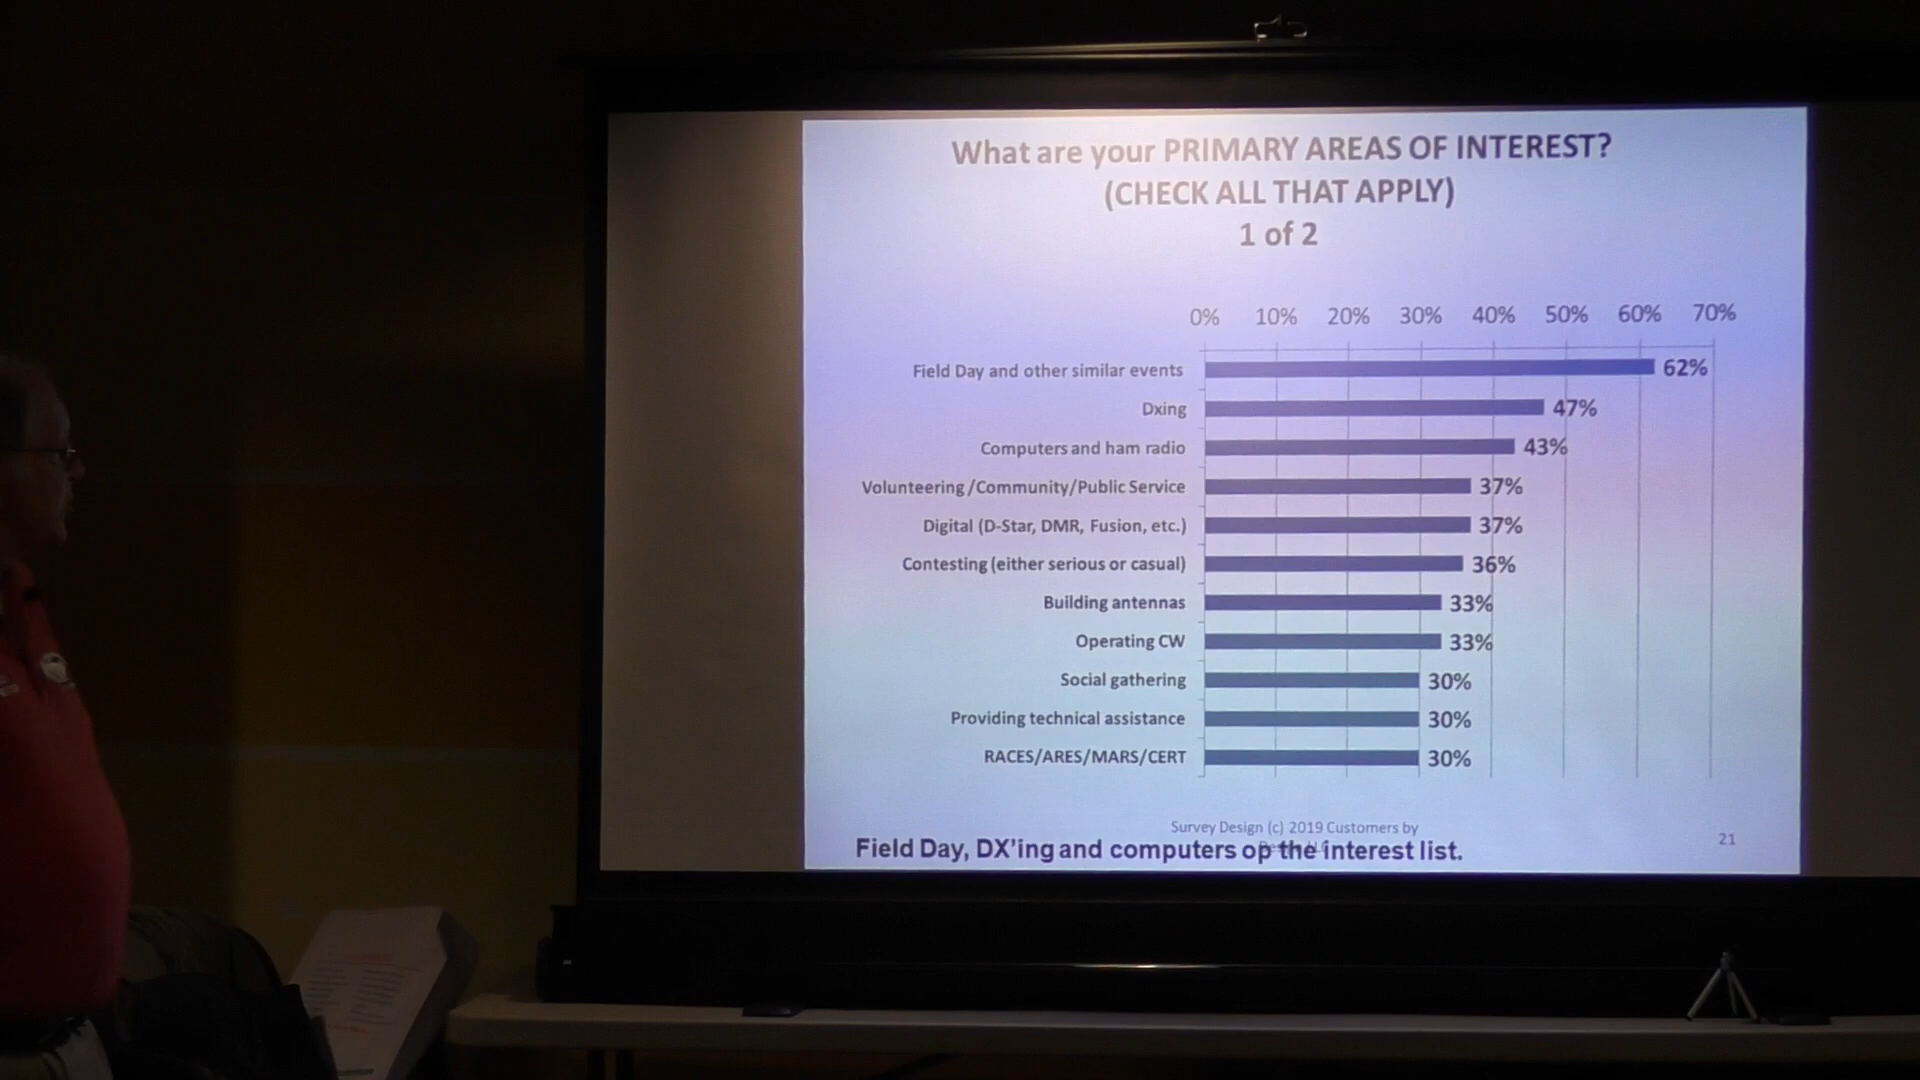 What are your PRIMARY AREAS OF INTEREST?
(CHECK ALL THAT APPLY)
1 of 2
0% 10% 20% 30% 40% 50% 60% 70%
Field Day and other similar events 62%
Dxing 47%
Computers and ham radio 43%
Volunteering/Community/Public Service 37%
Digital (D-Star, DMR, Fusion, etc.) 37%
Contesting (either serious or casual) 36%
Building antennas 33%
Operating CW 33%
Social gathering 30%
Providing technical assistance 30%
RACES/ARES/MARS/CERT 30%
Survey Design (c) 2019 Customers by
Field Day, DX'ing and computers op the interest list.
21